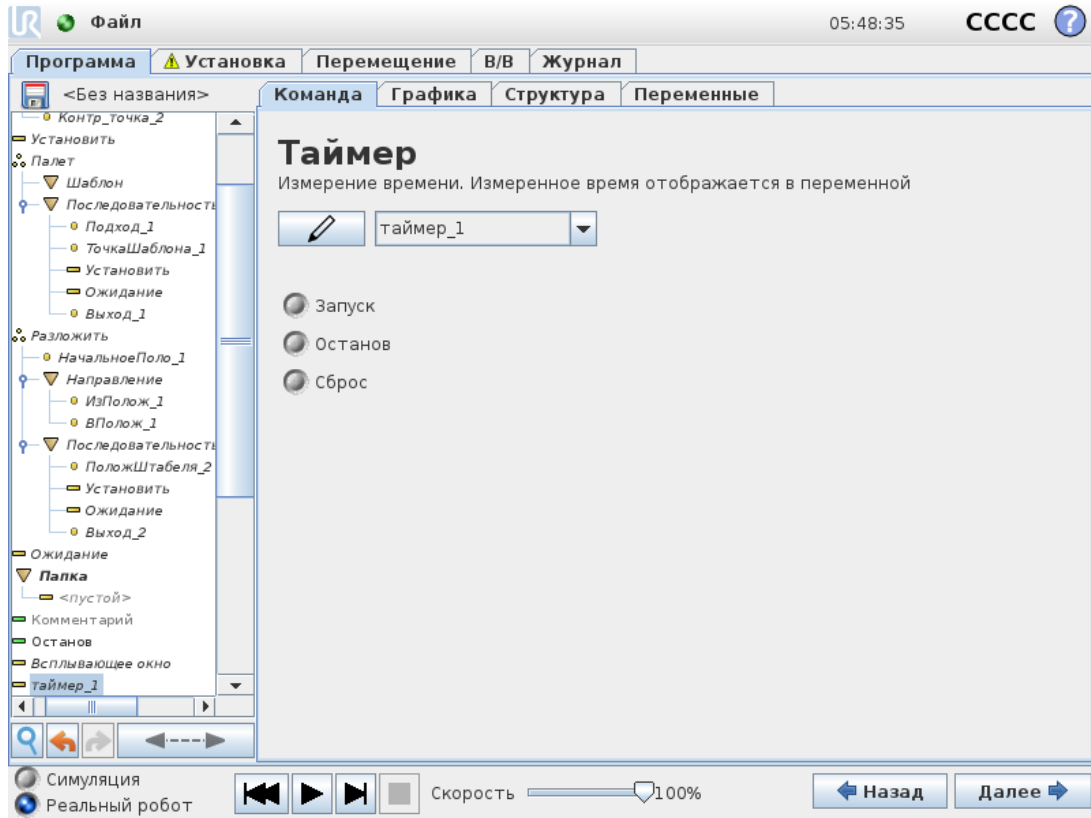 UR Файл 05:48:35 CCCC ?
Программа Установка Перемещение В/В Журнал
<Без названия> Команда Графика Структура Переменные
Контр_точка_2
Установить
Палет
Шаблон
Последовательность
Подход_1
ТочкаШаблона_1
Установить
Ожидание
Выход_1
Разложить
НачальноеПоло_1
Направление
ИзПолож_1
ВПолож_1
Последовательность
ПоложШтабеля_2
Установить
Ожидание
Выход_2
Ожидание
Папка
<пустой>
Комментарий
Останов
Всплывающее окно
таймер_1
Таймер
Измерение времени. Измеренное время отображается в переменной
таймер_1
Запуск
Останов
Сброс
Симуляция
Реальный робот
Скорость 100%
Назад Далее